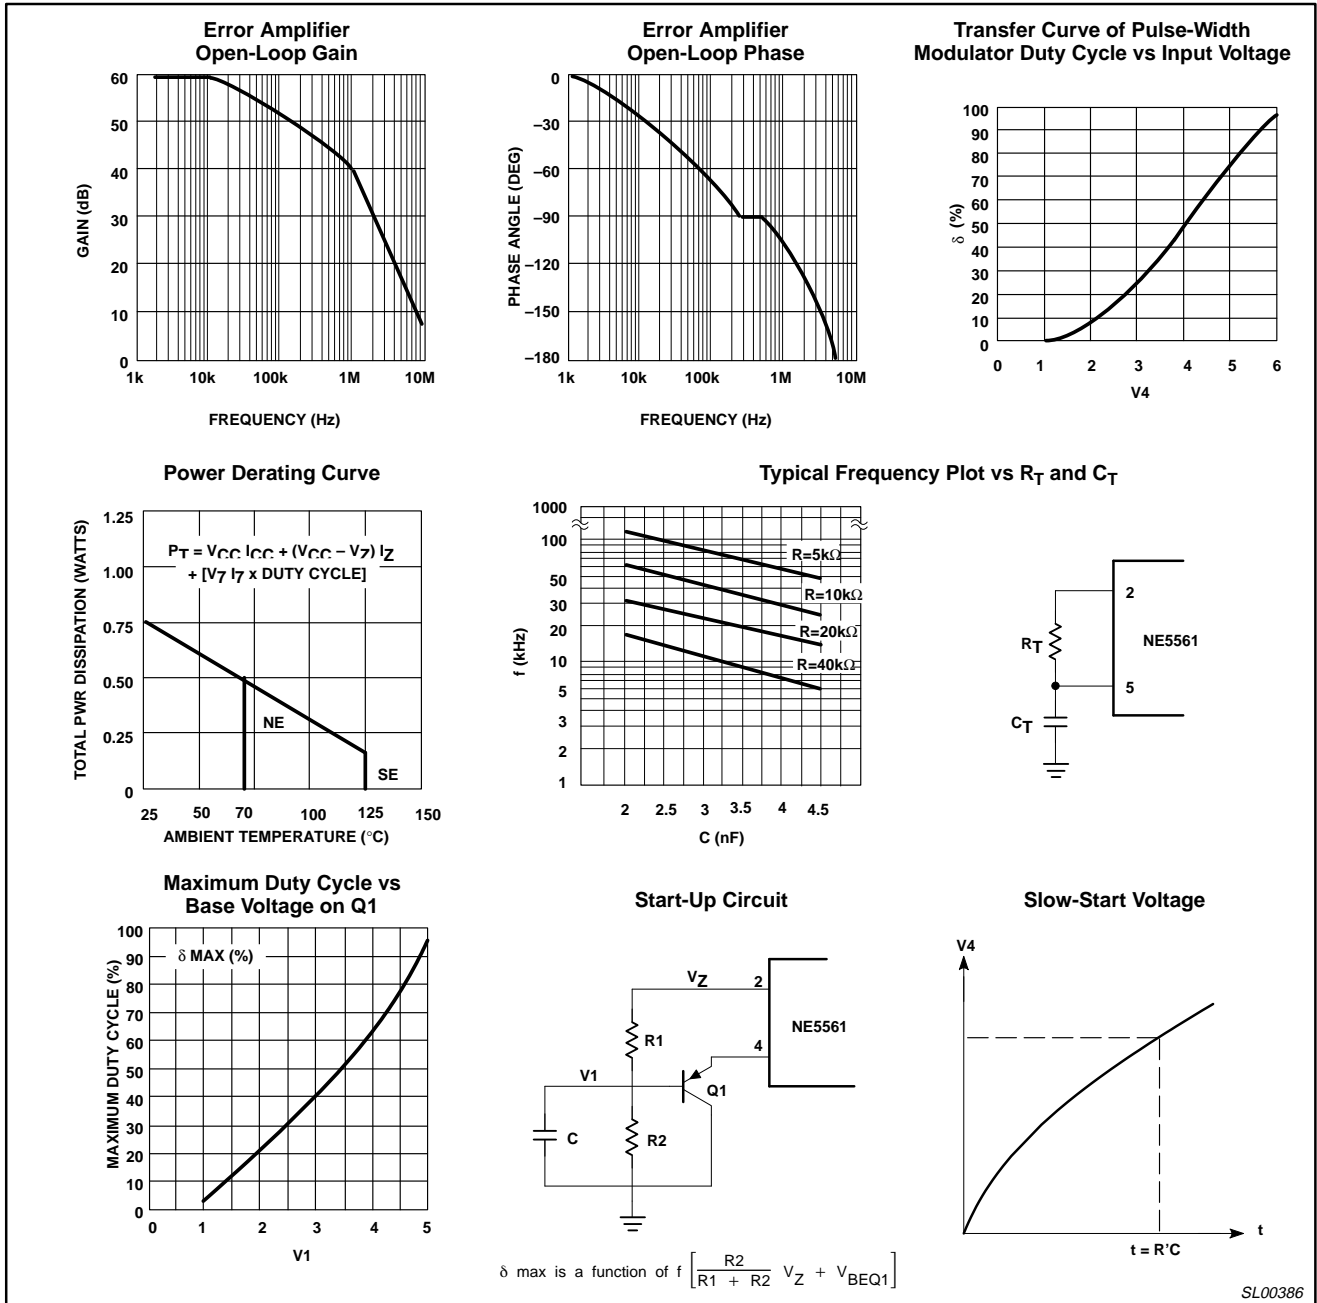 Error Amplifier
Open-Loop Gain
60
50
40
30
20
10
0
GAIN (dB)
1k 10k 100k 1M 10M
FREQUENCY (Hz)
Error Amplifier
Open-Loop Phase
0
–30
–60
–90
–120
–150
–180
PHASE ANGLE (DEG)
1k 10k 100k 1M 10M
FREQUENCY (Hz)
Transfer Curve of Pulse-Width
Modulator Duty Cycle vs Input Voltage
100
90
80
70
60
50
40
30
20
10
0
δ (%)
0 1 2 3 4 5 6
V4
Power Derating Curve
1.25
1.00
0.75
0.50
0.25
0
TOTAL PWR DISSIPATION (WATTS)
PT = VCC ICC + (VCC – VZ) IZ
+ [V7 I7 x DUTY CYCLE]
NE
SE
25 50 70 100 125 150
AMBIENT TEMPERATURE (°C)
Typical Frequency Plot vs RT and CT
1000
100
50
30
20
10
5
3
2
1
f (kHz)
R=5kΩ
R=10kΩ
R=20kΩ
R=40kΩ
2 2.5 3 3.5 4 4.5
C (nF)
2
NE5561
RT
5
CT
Maximum Duty Cycle vs
Base Voltage on Q1
100
90
80
70
60
50
40
30
20
10
0
MAXIMUM DUTY CYCLE (%)
δ MAX (%)
0 1 2 3 4 5
V1
Start-Up Circuit
VZ
2
NE5561
R1
4
V1
Q1
C
R2
δ max is a function of f [R2 / (R1 + R2) VZ + VBEQ1]
Slow-Start Voltage
V4
t
t = R'C
SL00386